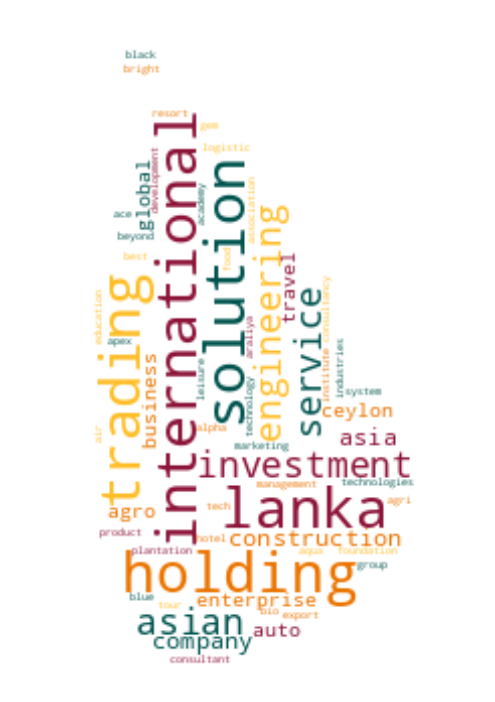 black
bright
resort
international
gem
logistic
development
global
solution
academy
association
ace
beyond
engineering
best
food
travel
trading
education
apex
service
consultancy
araliya
institute
industries
business
leisure
technology
system
ceylon
air
alpha
asia
marketing
investment
management
technologies
lanka
agri
agro
tech
product
hotel
construction
plantation
aqua
foundation
holding
group
blue
tour
enterprise
bio
export
asian
auto
company
consultant